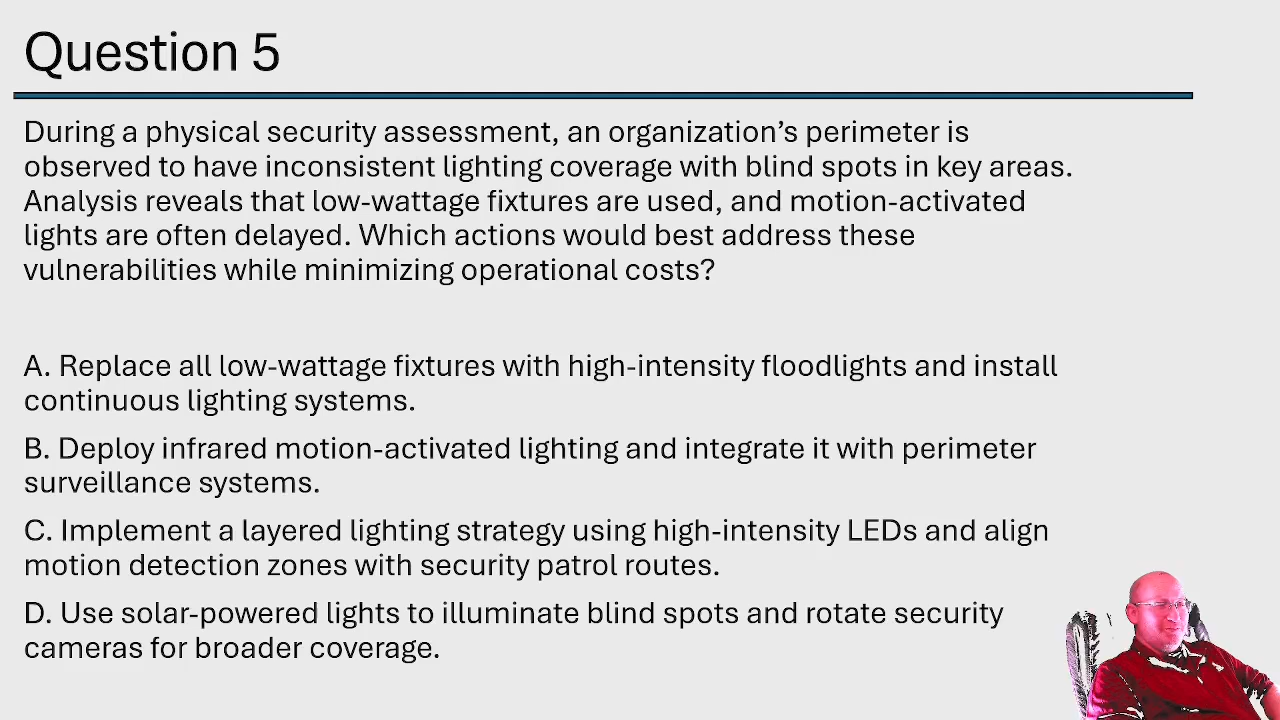 Question 5
During a physical security assessment, an organization’s perimeter is
observed to have inconsistent lighting coverage with blind spots in key areas.
Analysis reveals that low-wattage fixtures are used, and motion-activated
lights are often delayed. Which actions would best address these
vulnerabilities while minimizing operational costs?
A. Replace all low-wattage fixtures with high-intensity floodlights and install
continuous lighting systems.
B. Deploy infrared motion-activated lighting and integrate it with perimeter
surveillance systems.
C. Implement a layered lighting strategy using high-intensity LEDs and align
motion detection zones with security patrol routes.
D. Use solar-powered lights to illuminate blind spots and rotate security
cameras for broader coverage.